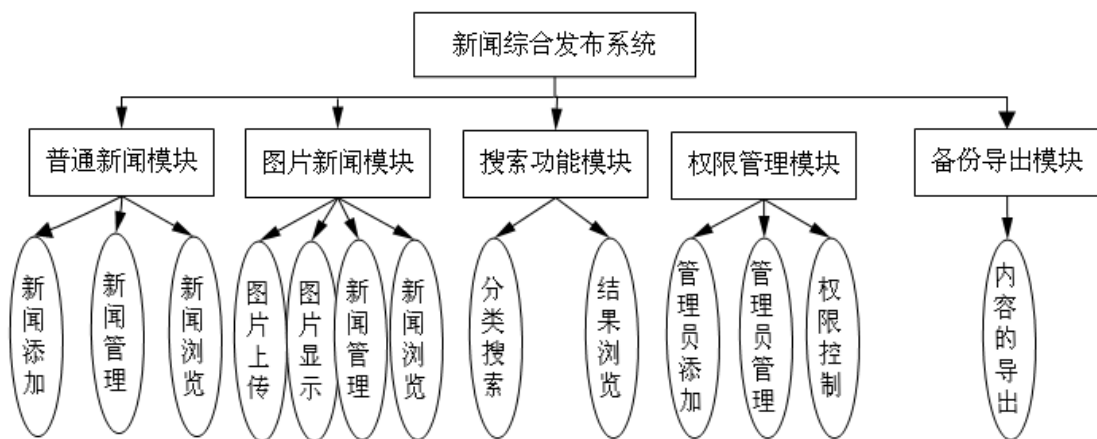 新闻综合发布系统
普通新闻模块
图片新闻模块
搜索功能模块
权限管理模块
备份导出模块
新闻添加
新闻管理
新闻浏览
图片上传
图片显示
新闻管理
新闻浏览
分类搜索
结果浏览
管理员添加
管理员管理
权限控制
内容的导出